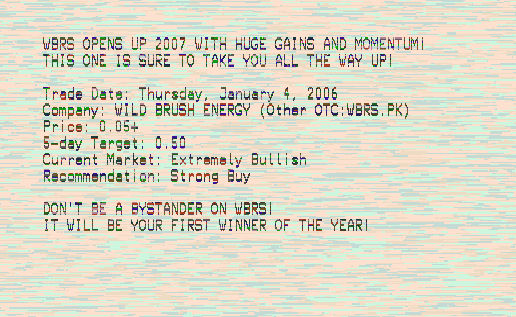 WBRS OPENS UP 2007 WITH HUGE GAINS AND MOMENTUM!
THIS ONE IS SURE TO TAKE YOU ALL THE WAY UP!
Trade Date: Thursday, January 4, 2006
Company: WILD BRUSH ENERGY (Other OTC:WBRS.PK)
Price: 0.054
5-day Target: 0.50
Current Market: Extremely Bullish
Recommendation: Strong Buy
DON'T BE A BYSTANDER ON WBRS!
IT WILL BE YOUR FIRST WINNER OF THE YEAR!